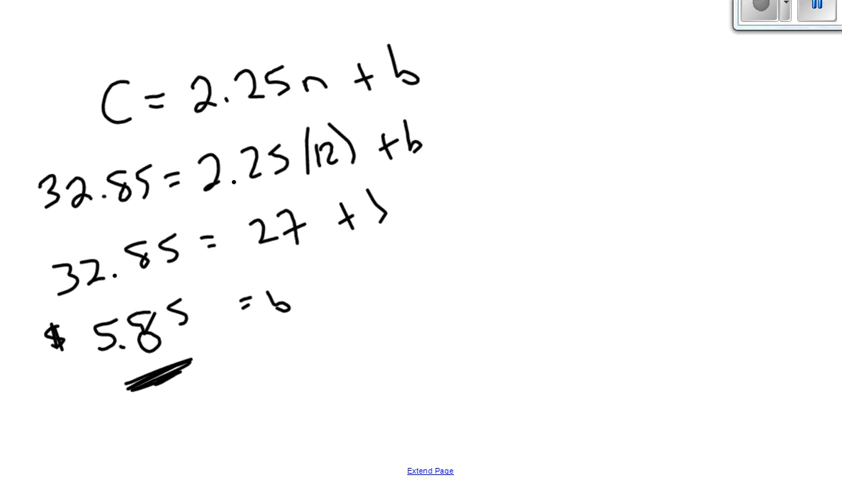 C = 2.25n + b
32.85 = 2.25(12) + b
32.85 = 27 + b
$ 5.85 = b
Extend Page